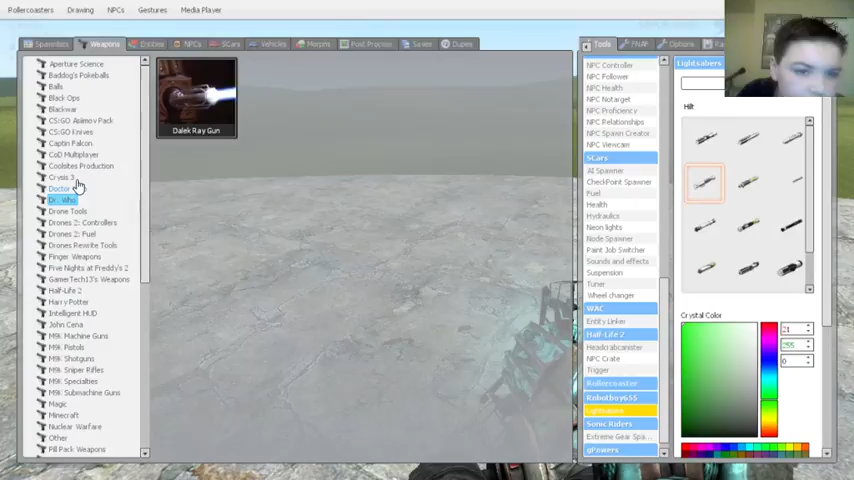 Rollercoasters Drawing NPCs Gestures Media Player
Spawnlists Weapons Entities NPCs SCars Vehicles Morphs Post Process Saves Dupes
Tools FNAF Options
Aperture Science
Baddog's Pokeballs
Balls
Black Ops
Blackwar
CS:GO Asiimov Pack
CS:GO Knives
Captin Falcon
CoD Multiplayer
Coolsites Production
Crysis 3
Doctor
Dr. Who
Drone Tools
Drones 2: Controllers
Drones 2: Fuel
Drones Rewrite Tools
Finger Weapons
Five Nights at Freddy's 2
GamerTech13's Weapons
Half-Life 2
Harry Potter
Intelligent HUD
John Cena
M9K Machine Guns
M9K Pistols
M9K Shotguns
M9K Sniper Rifles
M9K Specialties
M9K Submachine Guns
Magic
Minecraft
Nuclear Warfare
Other
Pill Pack Weapons
Dalek Ray Gun
NPC Controller
NPC Follower
NPC Health
NPC Notarget
NPC Proficiency
NPC Relationships
NPC Spawn Creator
NPC Viewcam
SCars
AI Spawner
Check-Point Spawner
Fuel
Health
Hydraulics
Neon lights
Node Spawner
Paint Job Switcher
Sounds and effects
Suspension
Tuner
Wheel changer
WAC
Entity Linker
Half-Life 2
Headcrabcanister
NPC Crate
Trigger
Rollercoaster
Robotboy655
Lightsabers
Sonic Riders
Extreme Gear Spa...
gPowers
Lightsabers
Hilt
Crystal Color
21
255
0